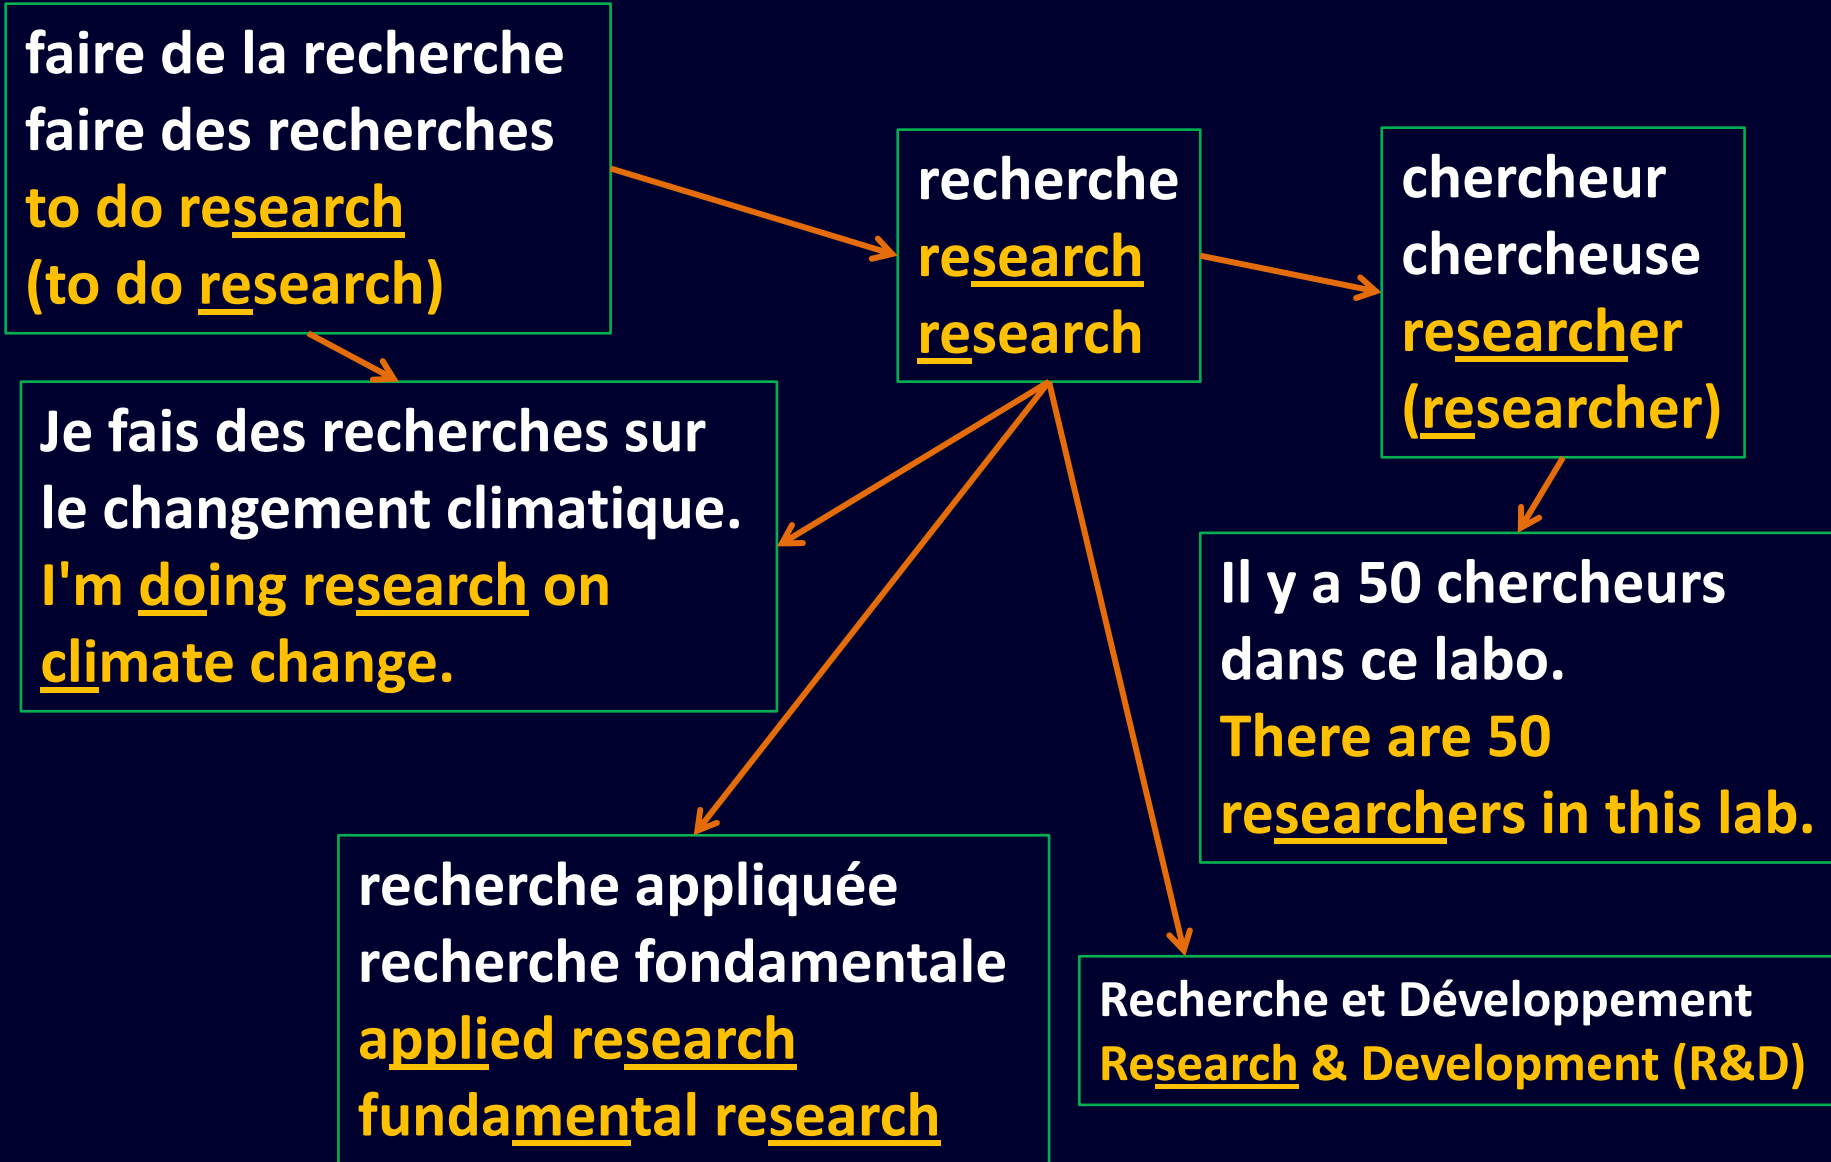 faire de la recherche
faire des recherches
to do research
(to do research)
recherche
research
research
chercheur
chercheuse
researcher
(researcher)
Je fais des recherches sur
le changement climatique.
I'm doing research on
climate change.
Il y a 50 chercheurs
dans ce labo.
There are 50
researchers in this lab.
recherche appliquée
recherche fondamentale
applied research
fundamental research
Recherche et Développement
Research & Development (R&D)